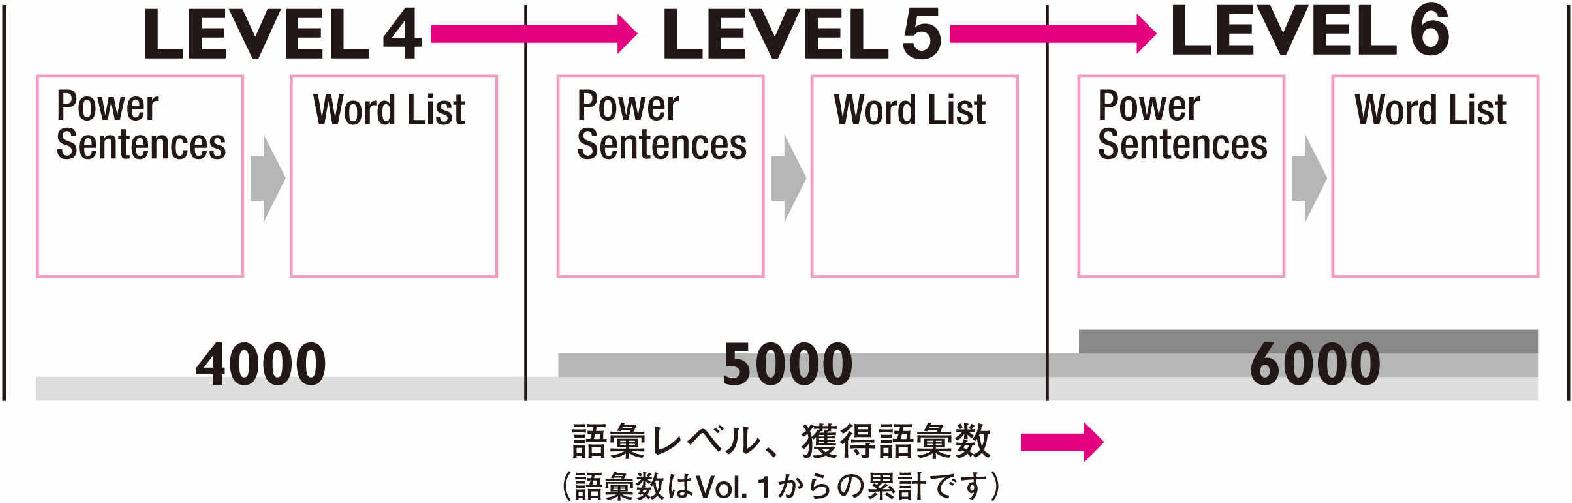 LEVEL 4
LEVEL 5
LEVEL 6
Power
Sentences
Word List
Power
Sentences
Word List
Power
Sentences
Word List
4000
5000
6000
語彙レベル、獲得語彙数
（語彙数はVol. 1からの累計です）